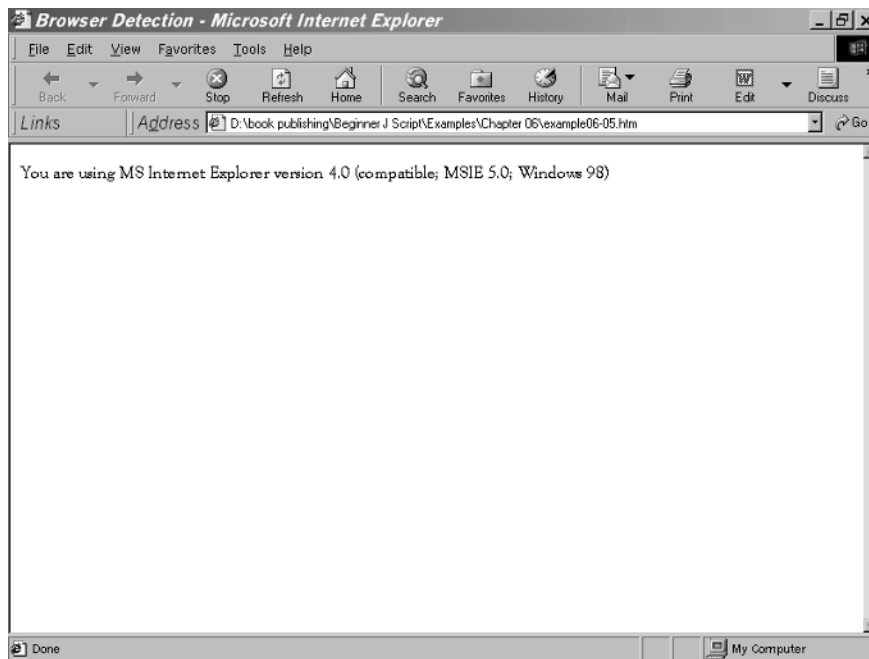 Browser Detection - Microsoft Internet Explorer
File Edit View Favorites Tools Help
Back Forward Stop Refresh Home Search Favorites History Mail Print Edit Discuss
Links Address D:\book publishing\Beginner J Script\Examples\Chapter 06\example06-05.htm Go
You are using MS Internet Explorer version 4.0 (compatible; MSIE 5.0; Windows 98)
Done My Computer